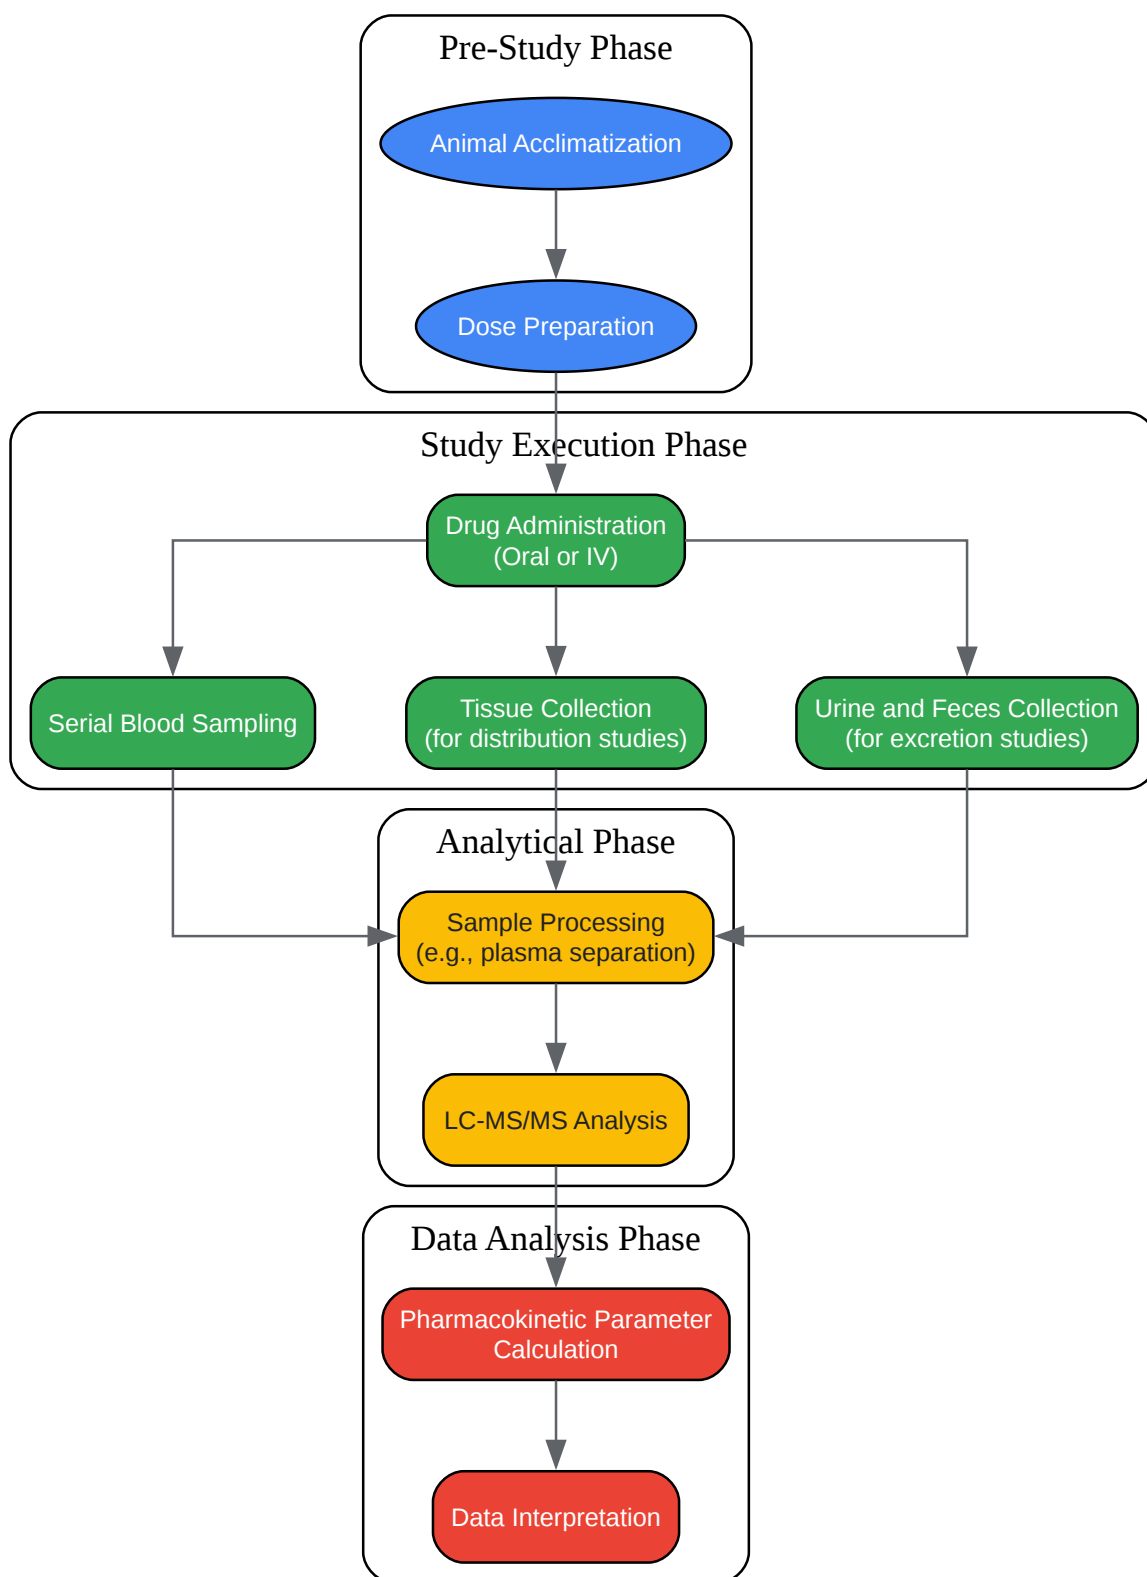 Pre-Study Phase
Animal Acclimatization
Dose Preparation
Study Execution Phase
Drug Administration
(Oral or IV)
Serial Blood Sampling
Tissue Collection
(for distribution studies)
Urine and Feces Collection
(for excretion studies)
Analytical Phase
Sample Processing
(e.g., plasma separation)
LC-MS/MS Analysis
Data Analysis Phase
Pharmacokinetic Parameter
Calculation
Data Interpretation